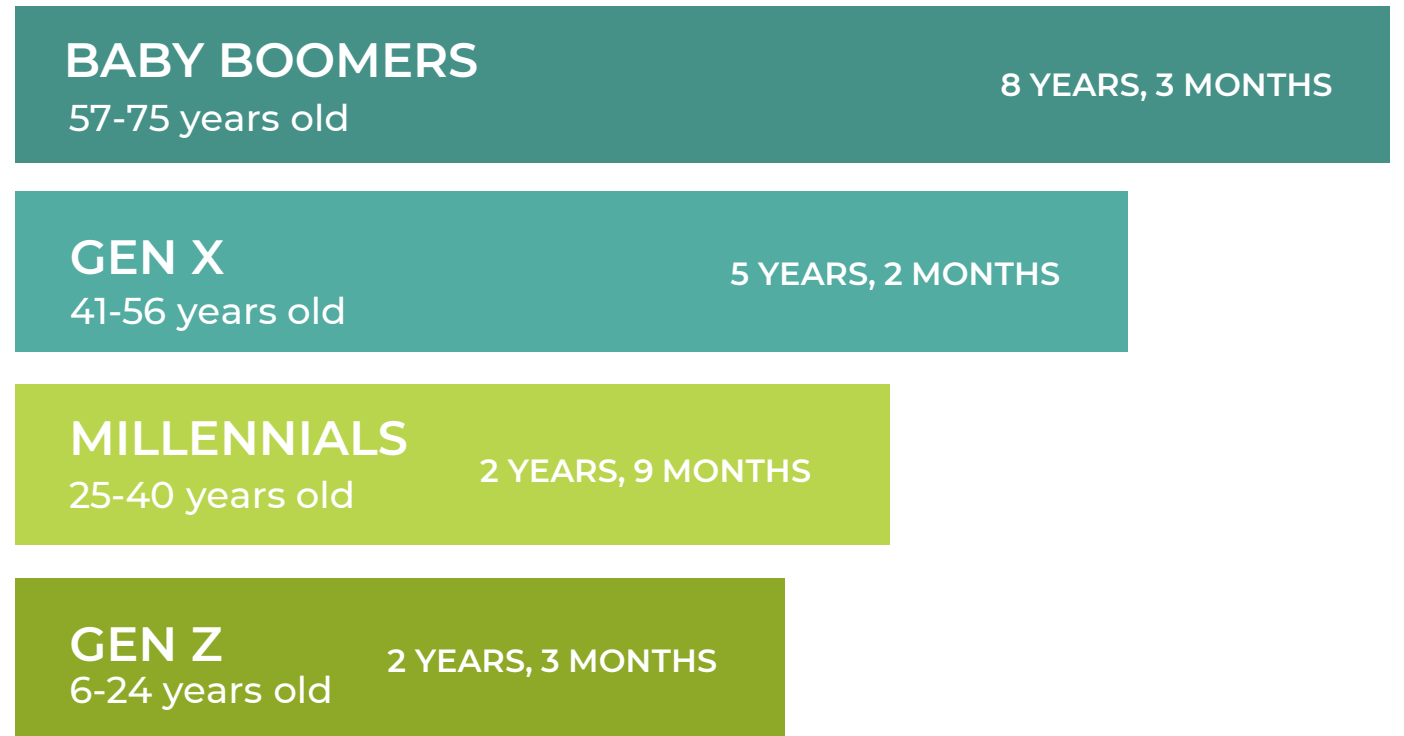 BABY BOOMERS
57-75 years old
8 YEARS, 3 MONTHS
GEN X
41-56 years old
5 YEARS, 2 MONTHS
MILLENNIALS
25-40 years old
2 YEARS, 9 MONTHS
GEN Z
6-24 years old
2 YEARS, 3 MONTHS